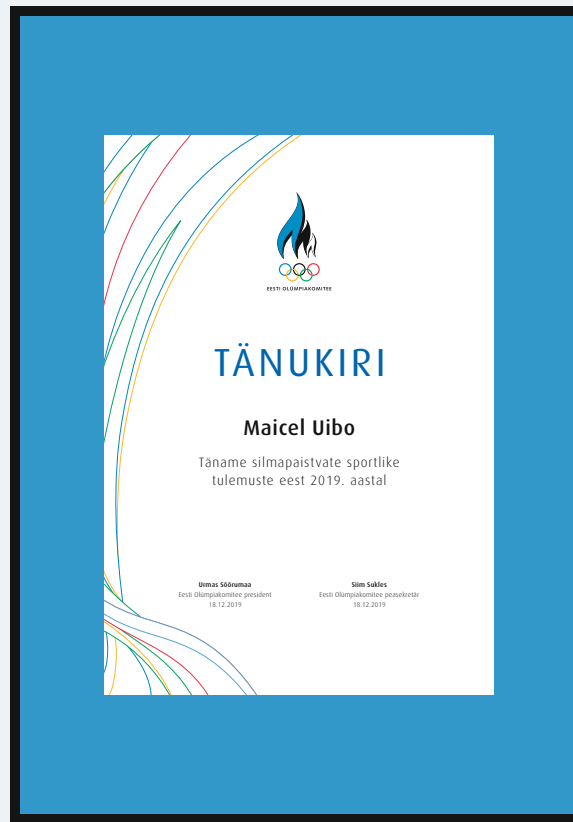 EESTI OLÜMPIAKOMITEE
TÄNUKIRI
Maicel Uibo
Täname silmapaistvate sportlike
tulemuste eest 2019. aastal
Urmas Sõõrumaa
Eesti Olümpiakomitee president
18.12.2019
Siim Sukles
Eesti Olümpiakomitee peasekretär
18.12.2019